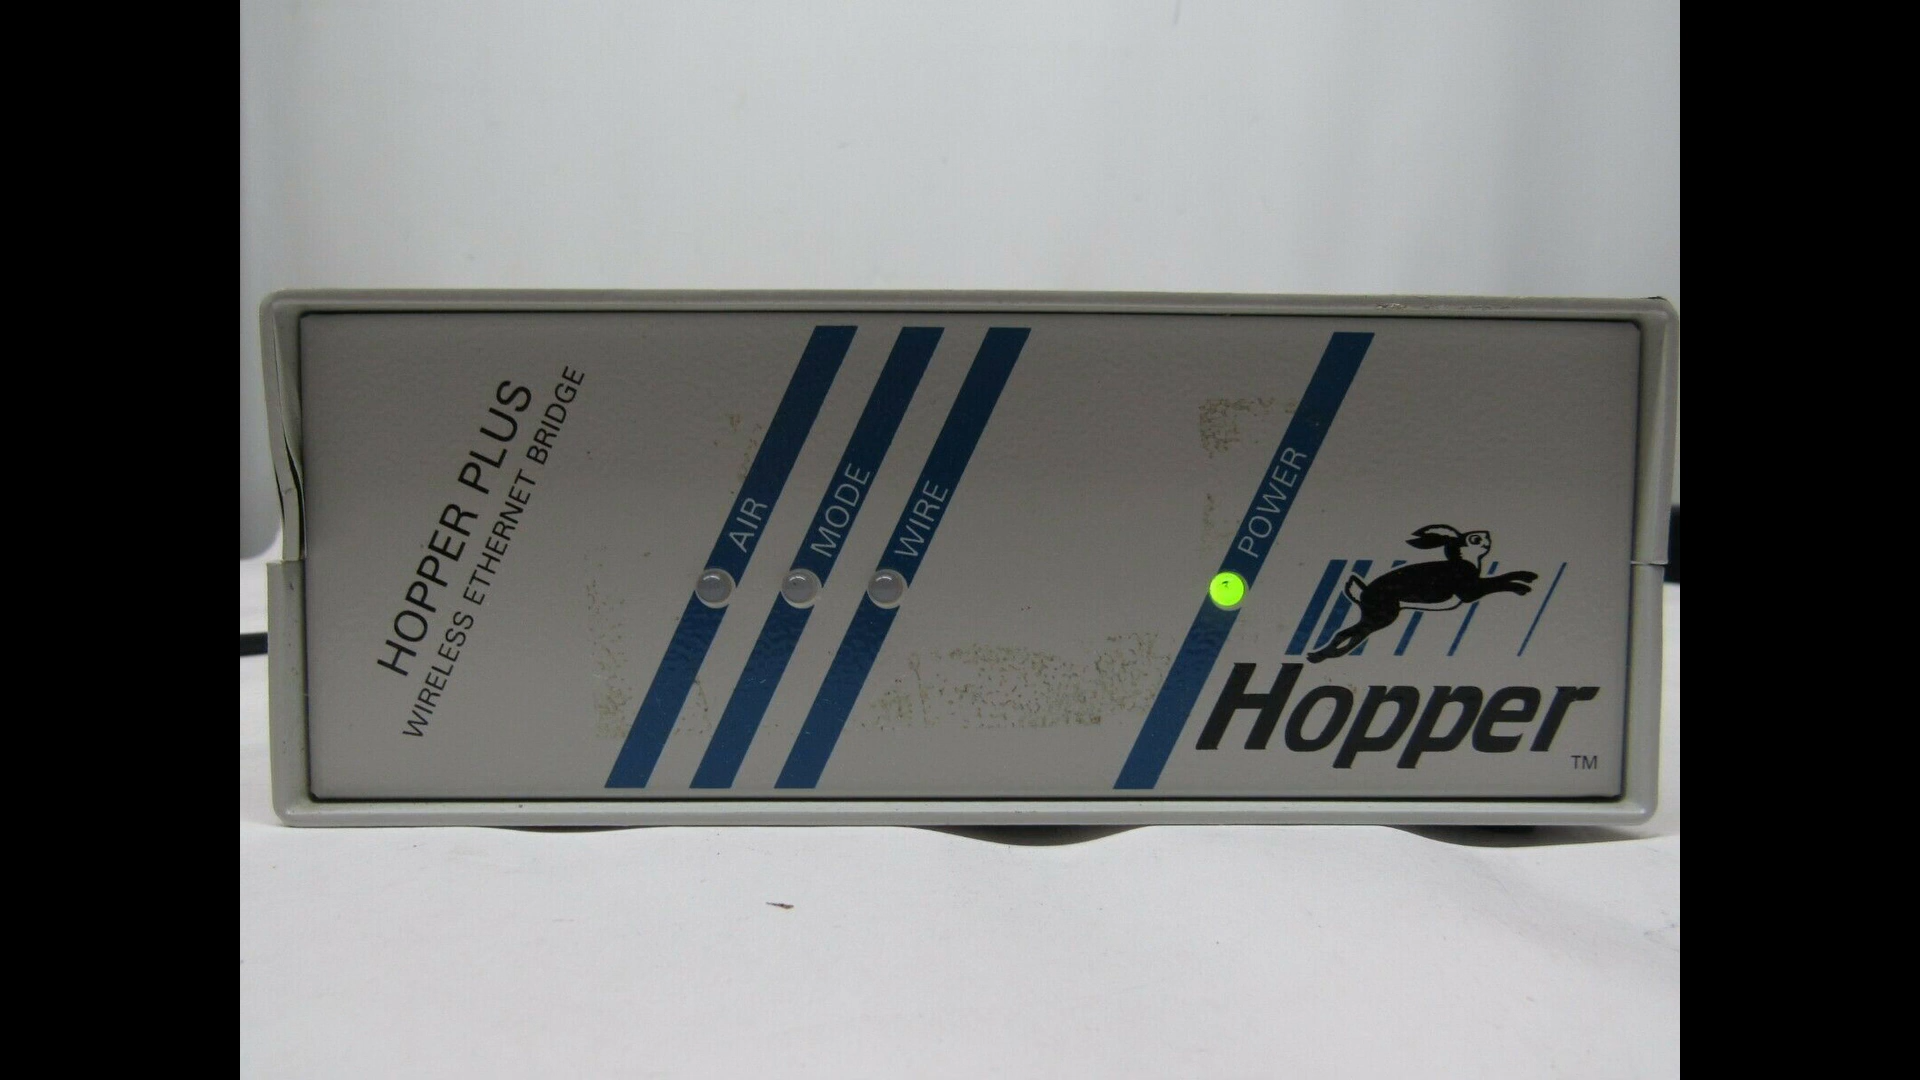 HOPPER PLUS
WIRELESS ETHERNET BRIDGE
AIR
MODE
WIRE
POWER
Hopper
TM